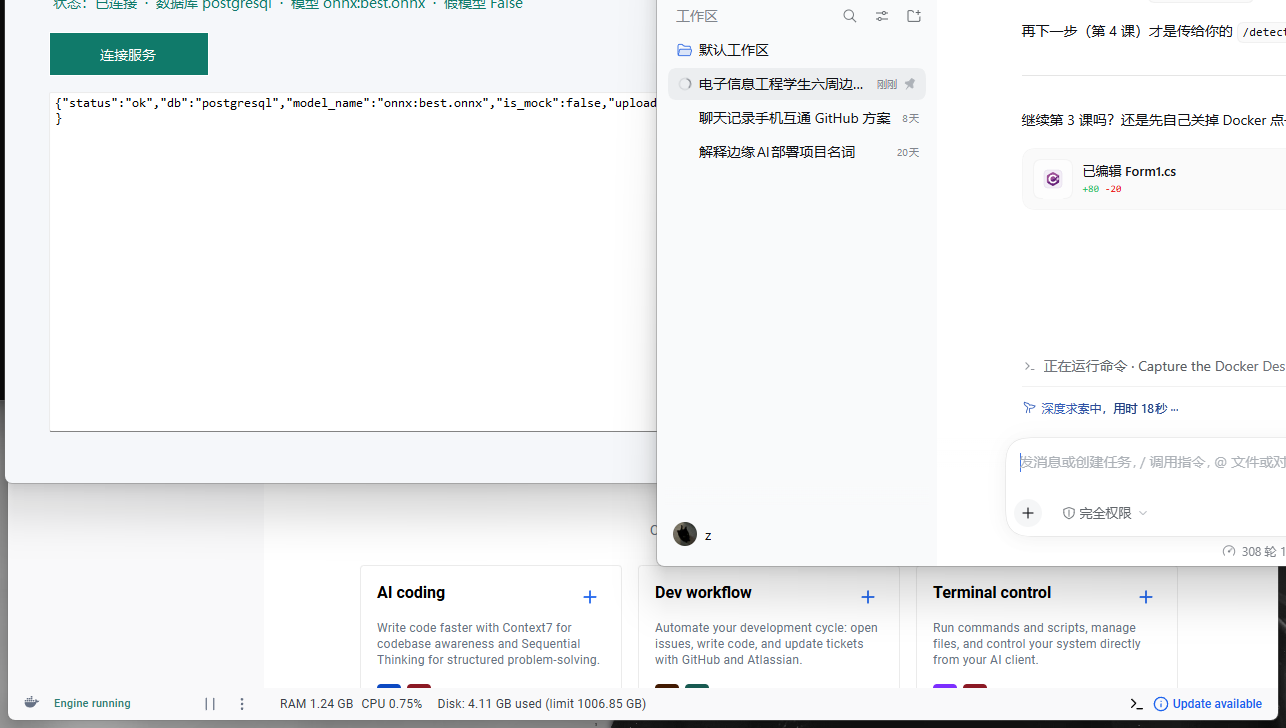 状态：已连接 · 数据库 postgresql · 模型 onnx:best.onnx · 假模型 False
连接服务
{"status":"ok","db":"postgresql","model_name":"onnx:best.onnx","is_mock":false,"upload
}
工作区
默认工作区
电子信息工程学生六周边... 刚刚
聊天记录手机互通 GitHub 方案 8天
解释边缘AI部署项目名词 20天
z
再下一步（第 4 课）才是传给你的 /detect
继续第 3 课吗？还是先自己关掉 Docker 点
已编辑 Form1.cs
+80 -20
正在运行命令 · Capture the Docker Des
深度求索中，用时 18秒 ...
发消息或创建任务, / 调用指令, @ 文件或对
完全权限
308 轮 1
AI coding
Write code faster with Context7 for
codebase awareness and Sequential
Thinking for structured problem-solving.
Dev workflow
Automate your development cycle: open
issues, write code, and update tickets
with GitHub and Atlassian.
Terminal control
Run commands and scripts, manage
files, and control your system directly
from your AI client.
Engine running
RAM 1.24 GB CPU 0.75% Disk: 4.11 GB used (limit 1006.85 GB)
Update available